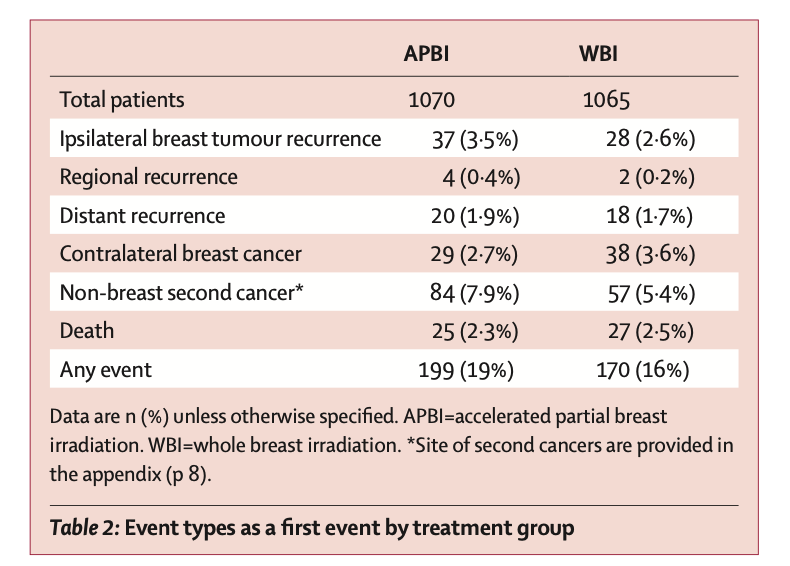 APBI WBI
Total patients 1070 1065
Ipsilateral breast tumour recurrence 37 (3·5%) 28 (2·6%)
Regional recurrence 4 (0·4%) 2 (0·2%)
Distant recurrence 20 (1·9%) 18 (1·7%)
Contralateral breast cancer 29 (2·7%) 38 (3·6%)
Non-breast second cancer* 84 (7·9%) 57 (5·4%)
Death 25 (2·3%) 27 (2·5%)
Any event 199 (19%) 170 (16%)
Data are n (%) unless otherwise specified. APBI=accelerated partial breast
irradiation. WBI=whole breast irradiation. *Site of second cancers are provided in
the appendix (p 8).
Table 2: Event types as a first event by treatment group